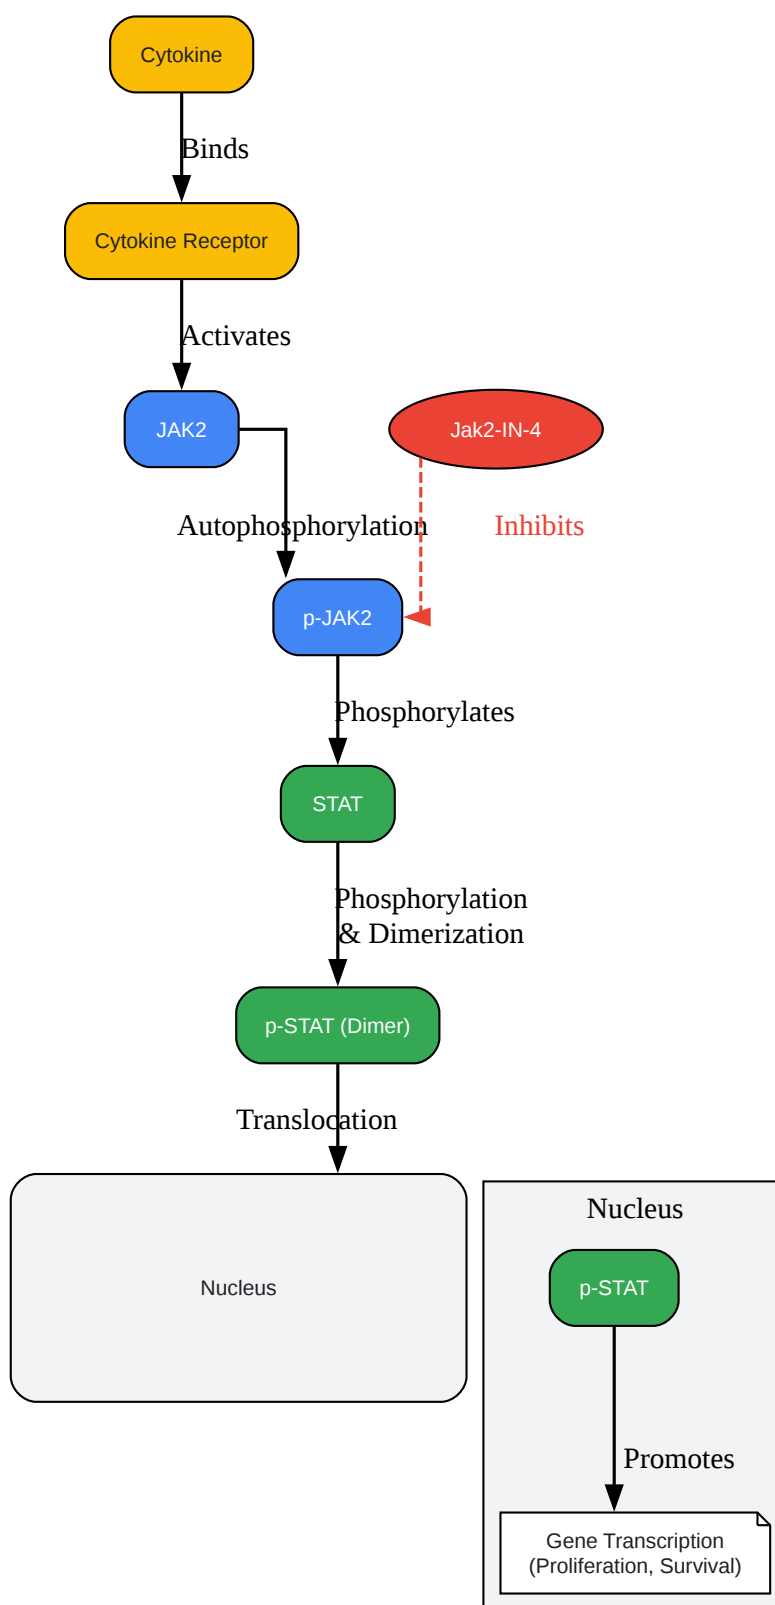 Cytokine
Binds
Cytokine Receptor
Activates
JAK2
Jak2-IN-4
Autophosphorylation
Inhibits
p-JAK2
Phosphorylates
STAT
Phosphorylation
& Dimerization
p-STAT (Dimer)
Translocation
Nucleus
Nucleus
p-STAT
Promotes
Gene Transcription
(Proliferation, Survival)